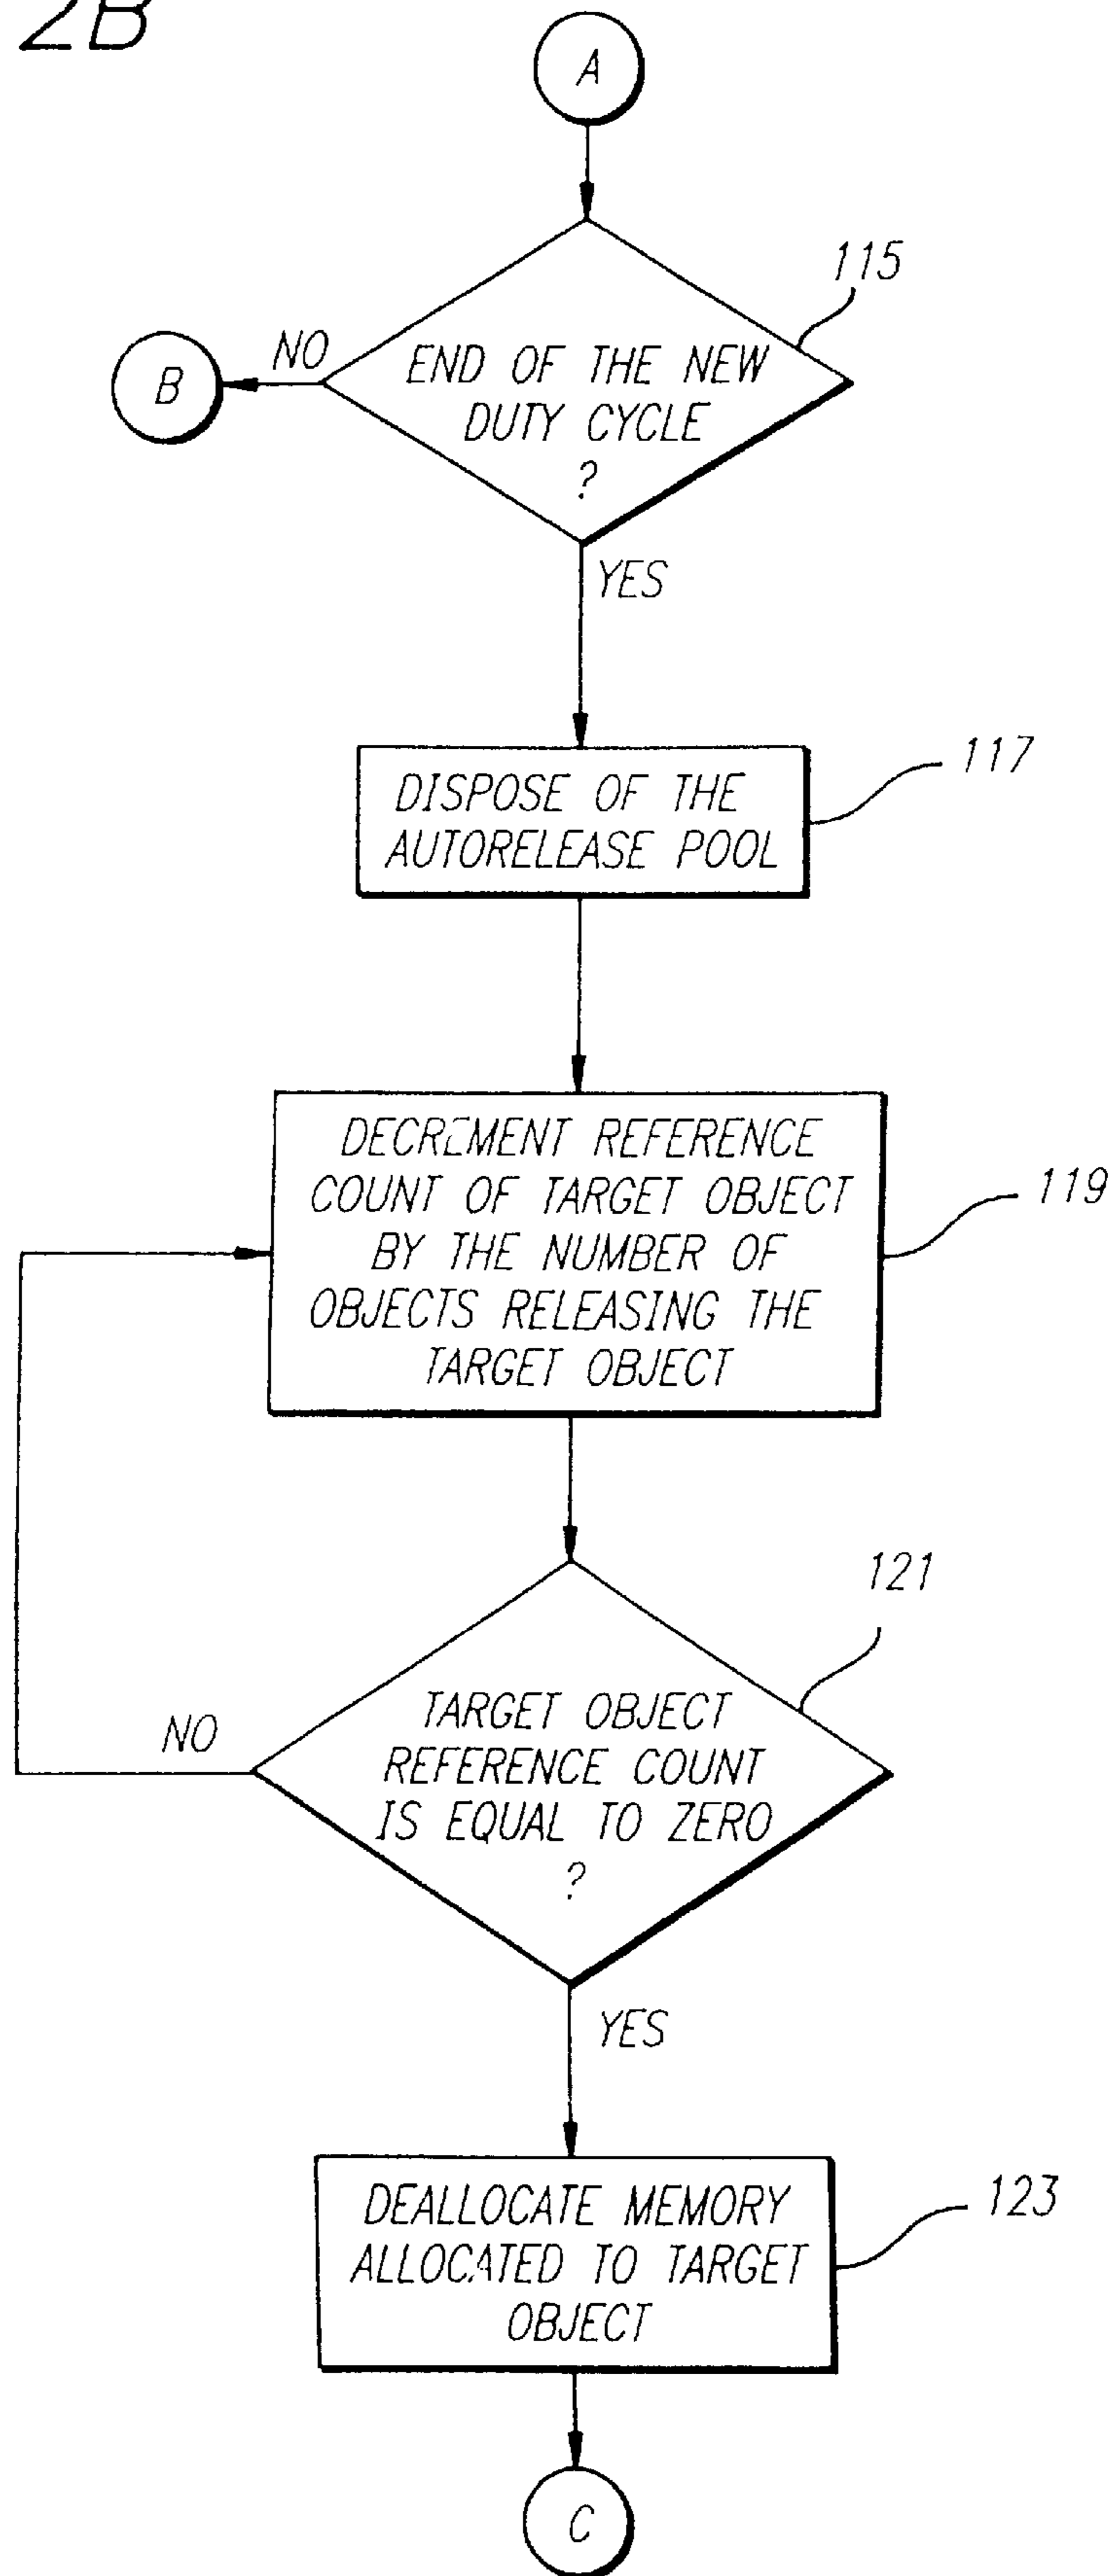 2B
A
115
NO
B
END OF THE NEW
DUTY CYCLE
?
YES
117
DISPOSE OF THE
AUTORELEASE POOL
DECREMENT REFERENCE
COUNT OF TARGET OBJECT
BY THE NUMBER OF
OBJECTS RELEASING THE
TARGET OBJECT
119
121
NO
TARGET OBJECT
REFERENCE COUNT
IS EQUAL TO ZERO
?
YES
DEALLOCATE MEMORY
ALLOCATED TO TARGET
OBJECT
123
C